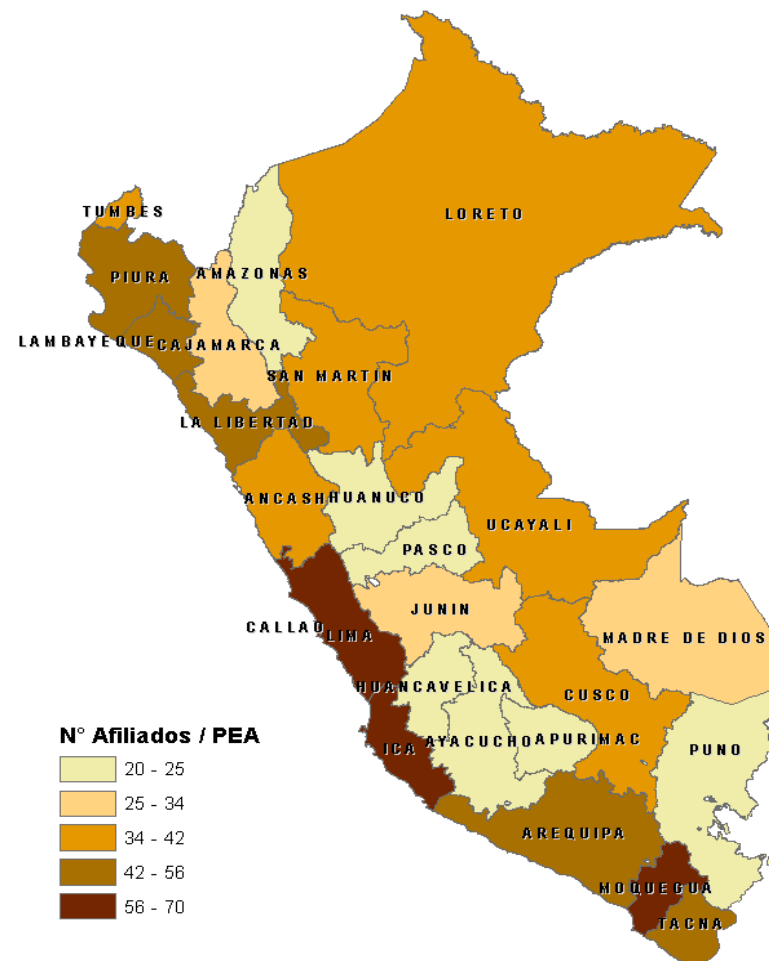 TUMBES
LORETO
PIURA
AMAZONAS
LAMBAYEQUE
CAJAMARCA
SAN MARTIN
LA LIBERTAD
ANCASH
HUANUCO
UCAYALI
PASCO
JUNIN
CALLAO
LIMA
MADRE DE DIOS
HUANCAVELICA
CUSCO
ICA
AYACUCHO
APURIMAC
PUNO
AREQUIPA
MOQUEGUA
TACNA
N° Afiliados / PEA
20 - 25
25 - 34
34 - 42
42 - 56
56 - 70